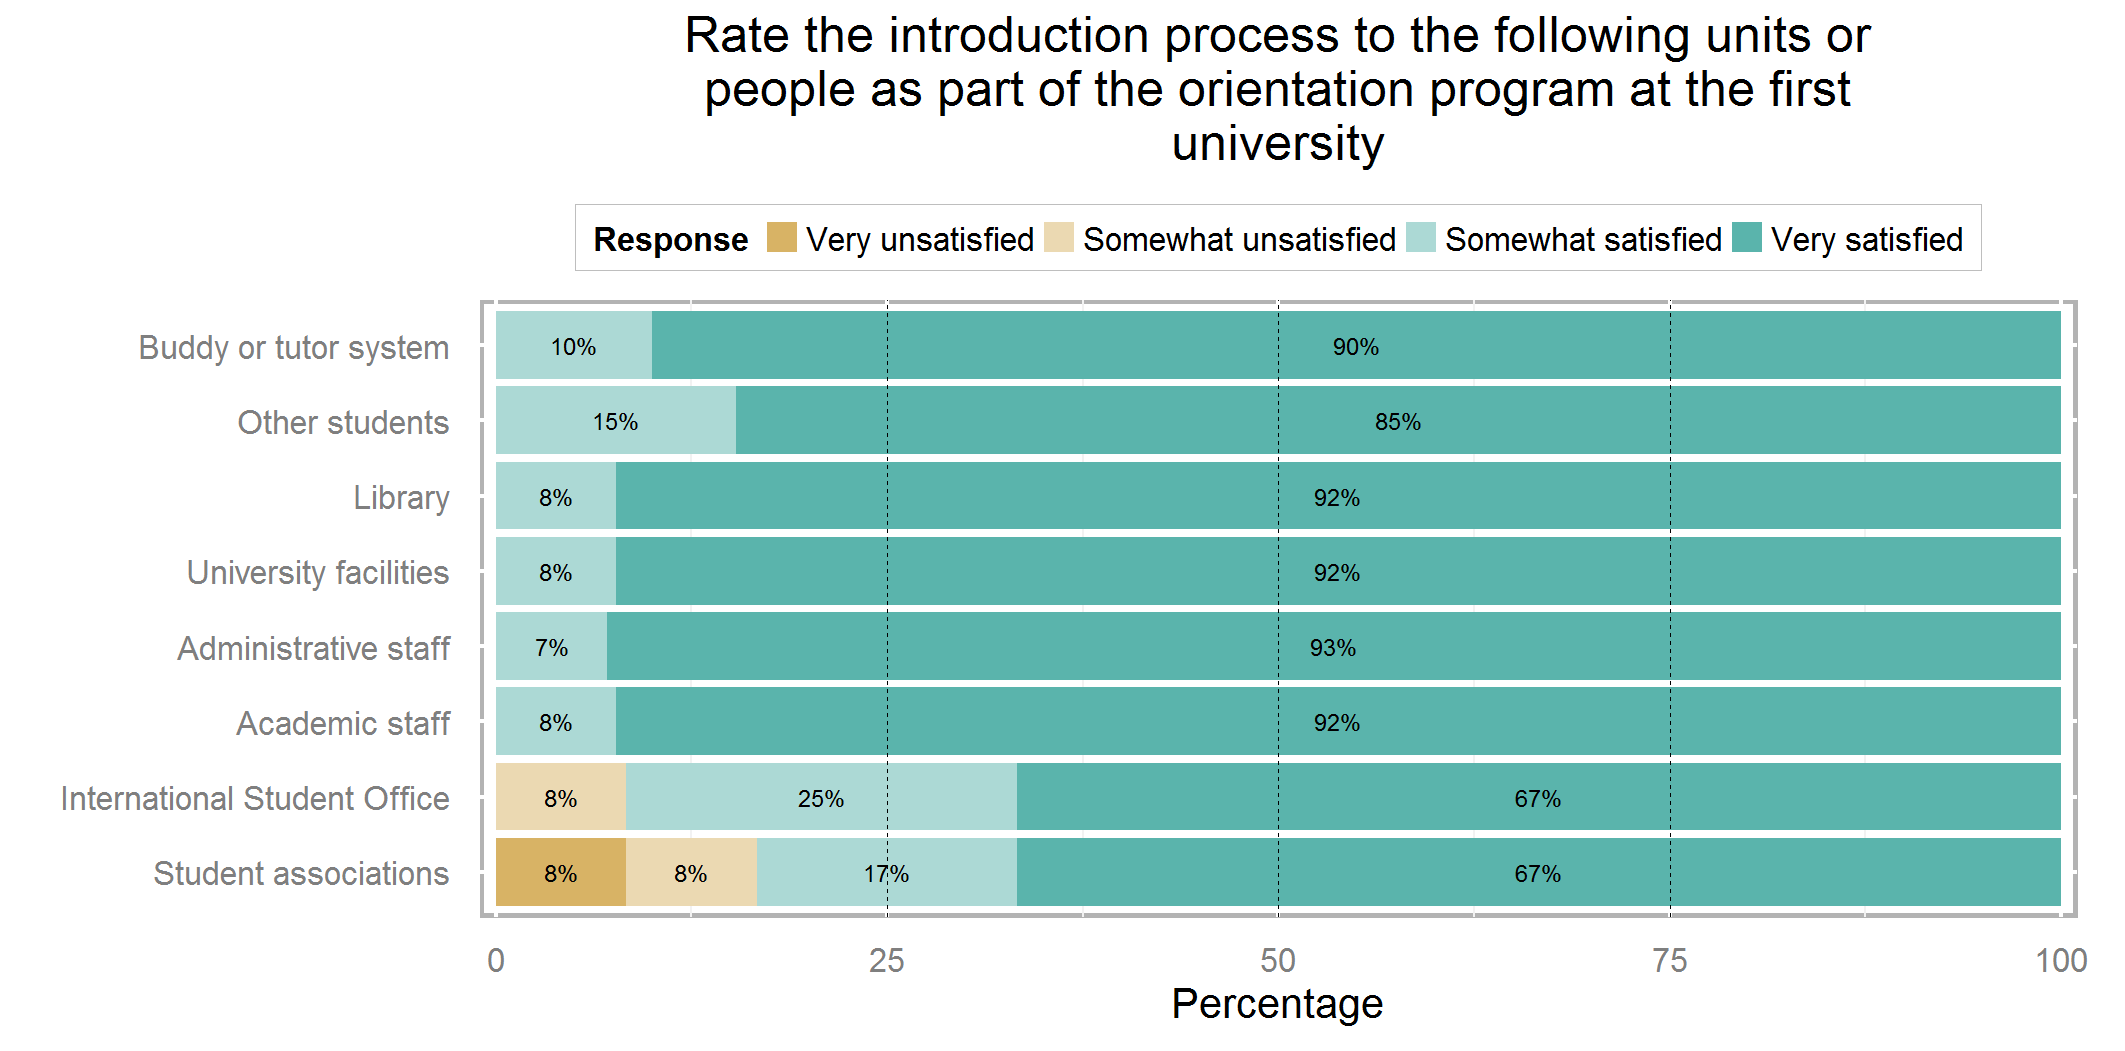 Rate the introduction process to the following units or
people as part of the orientation program at the first
university
Response Very unsatisfied Somewhat unsatisfied Somewhat satisfied Very satisfied
Buddy or tutor system 10% 90%
Other students 15% 85%
Library 8% 92%
University facilities 8% 92%
Administrative staff 7% 93%
Academic staff 8% 92%
International Student Office 8% 25% 67%
Student associations 8% 8% 17% 67%
0 25 50 75 100
Percentage